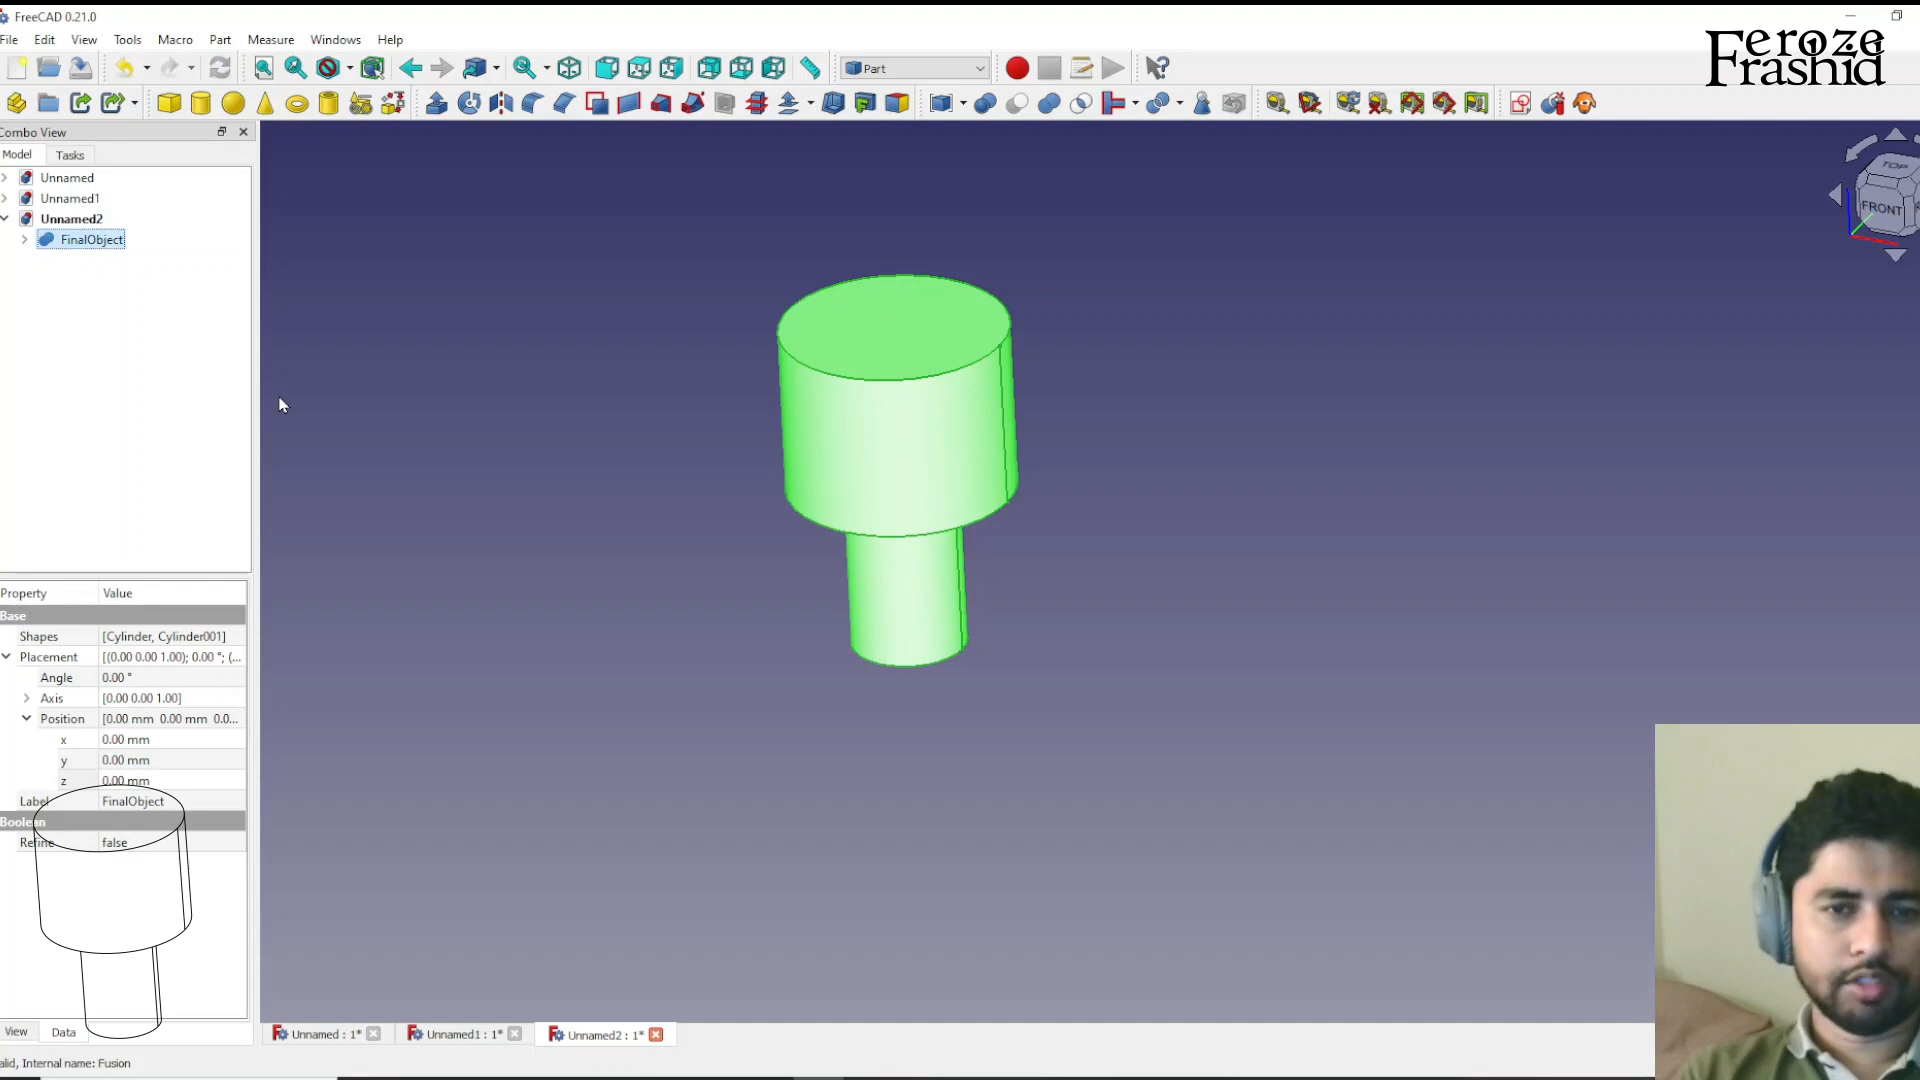 FreeCAD 0.21.0
Feroze
Frashid
File Edit View Tools Macro Part Measure Windows Help
Part
Combo View
Model Tasks
TOP
FRONT
Unnamed
Unnamed1
Unnamed2
FinalObject
Property Value
Base
Shapes [Cylinder, Cylinder001]
Placement [(0.00 0.00 1.00); 0.00 °; (...
Angle 0.00 °
Axis [0.00 0.00 1.00]
Position [0.00 mm 0.00 mm 0.0...
x 0.00 mm
y 0.00 mm
z 0.00 mm
Label FinalObject
Boolean
Refine false
View Data
Unnamed : 1* Unnamed1 : 1* Unnamed2 : 1*
alid, Internal name: Fusion